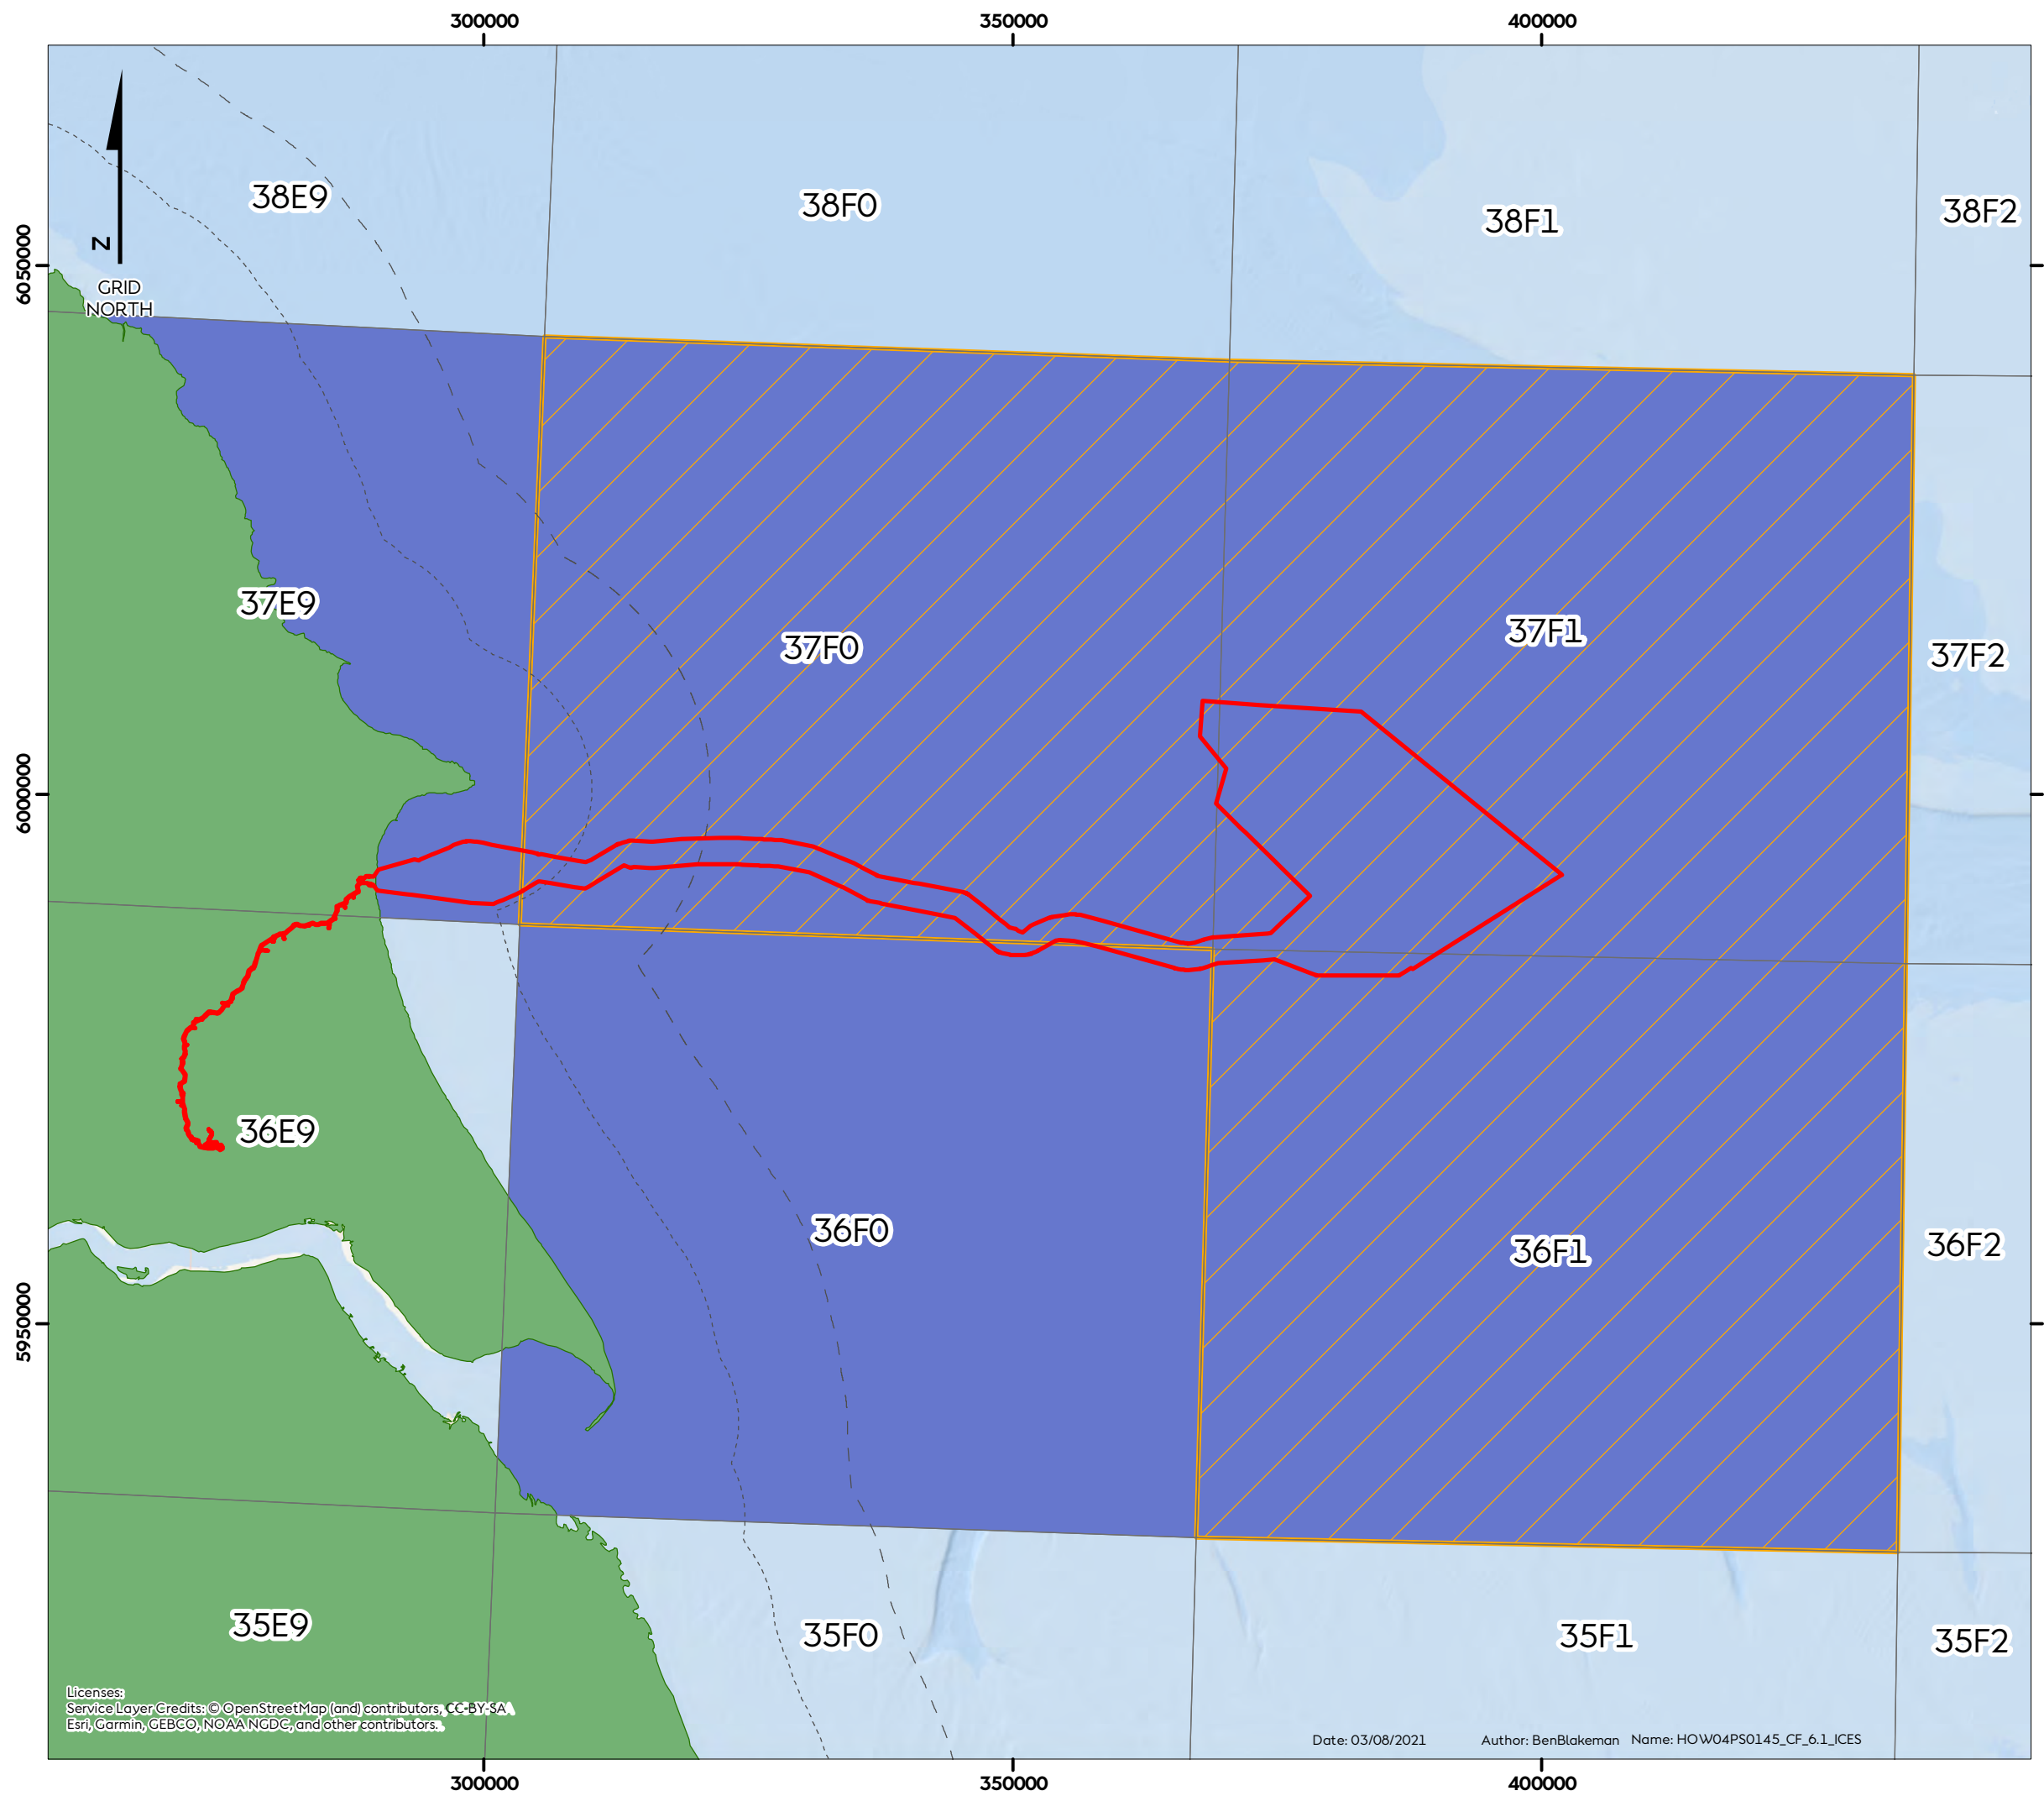 300000 350000 400000
6050000
6000000
5950000
N
GRID
NORTH
38E9 38F0 38F1 38F2
37E9 37F0 37F1 37F2
36E9 36F0 36F1 36F2
35E9 35F0 35F1 35F2
Licenses:
Service Layer Credits: © OpenStreetMap (and) contributors, CC-BY-SA
Esri, Garmin, GEBCO, NOAA NGDC, and other contributors.
Date: 03/08/2021 Author: BenBlakeman Name: HOW04PS0145_CF_6.1_ICES
300000 350000 400000